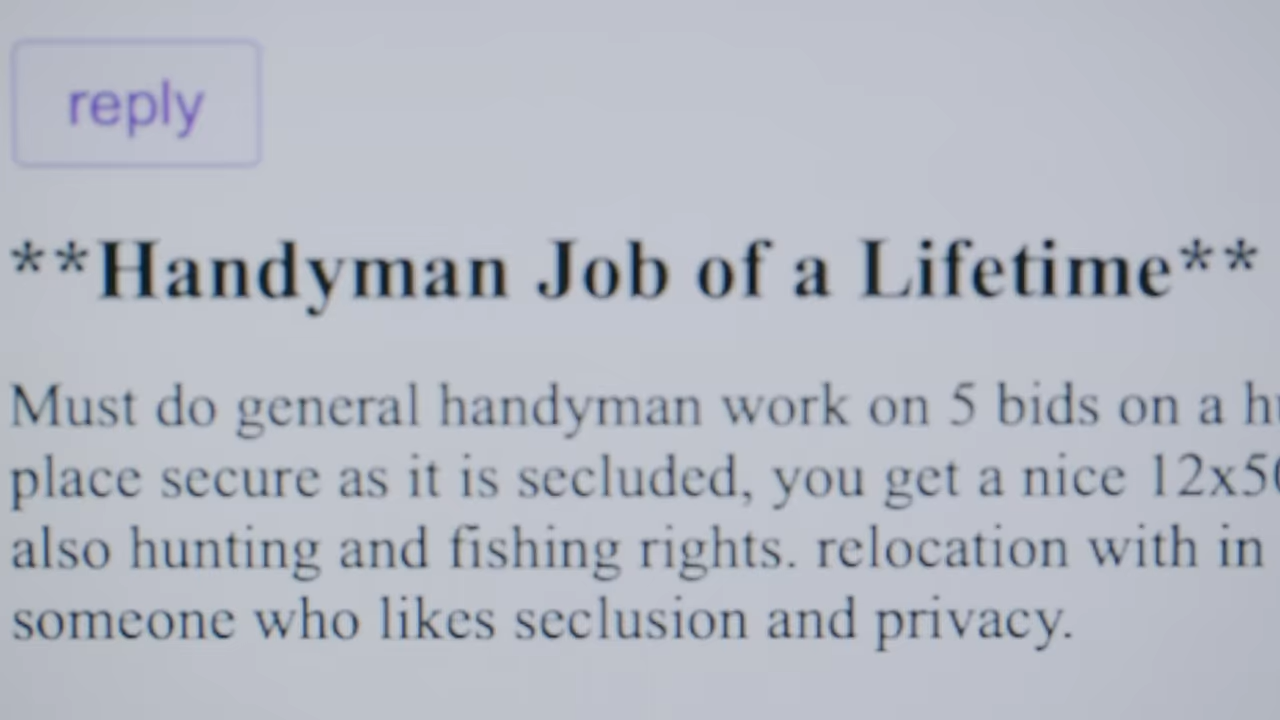 reply
**Handyman Job of a Lifetime**
Must do general handyman work on 5 bids on a
place secure as it is secluded, you get a nice
also hunting and fishing rights. relocation with in
someone who likes seclusion and privacy.